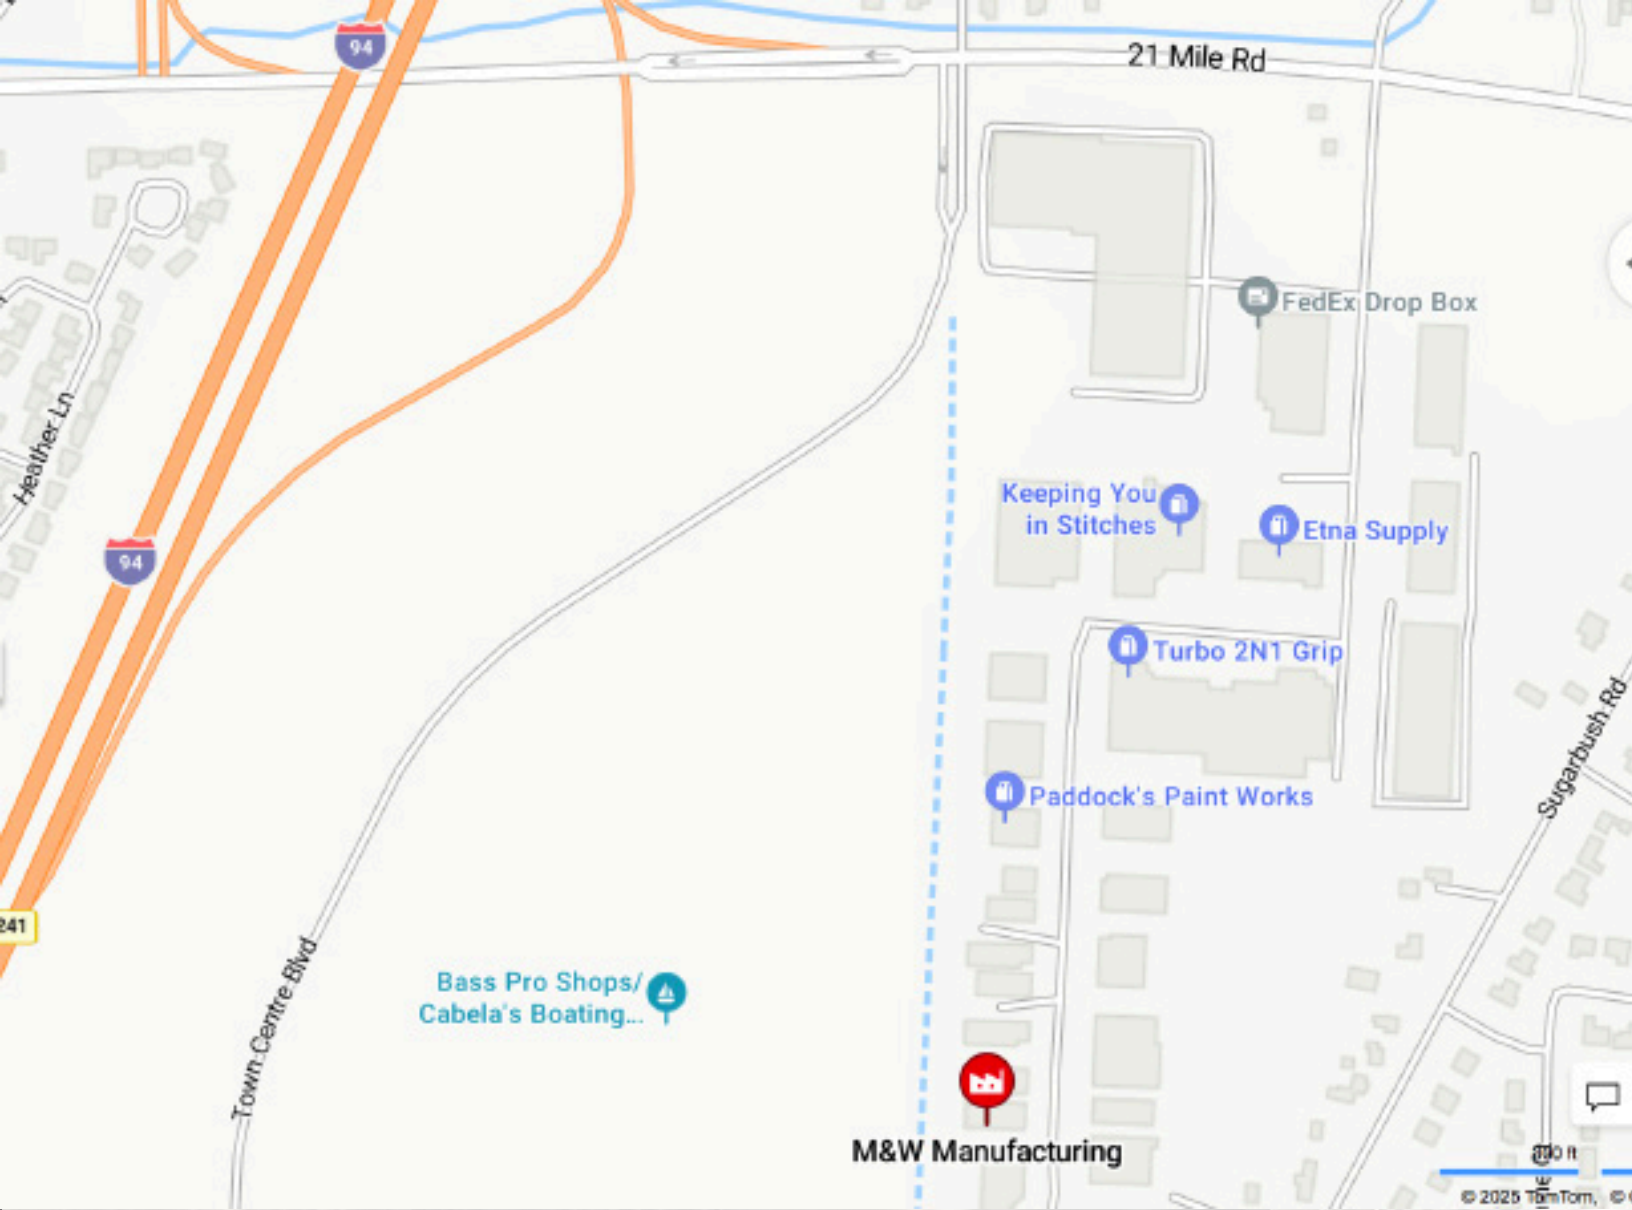 94
21 Mile Rd
FedEx Drop Box
Heather Ln
Keeping You
in Stitches
Etna Supply
94
Turbo 2N1 Grip
Sugarbush Rd
Paddock's Paint Works
241
Town Centre Blvd
Bass Pro Shops/
Cabela's Boating...
M&W Manufacturing
ft
© 2025 TomTom, ©